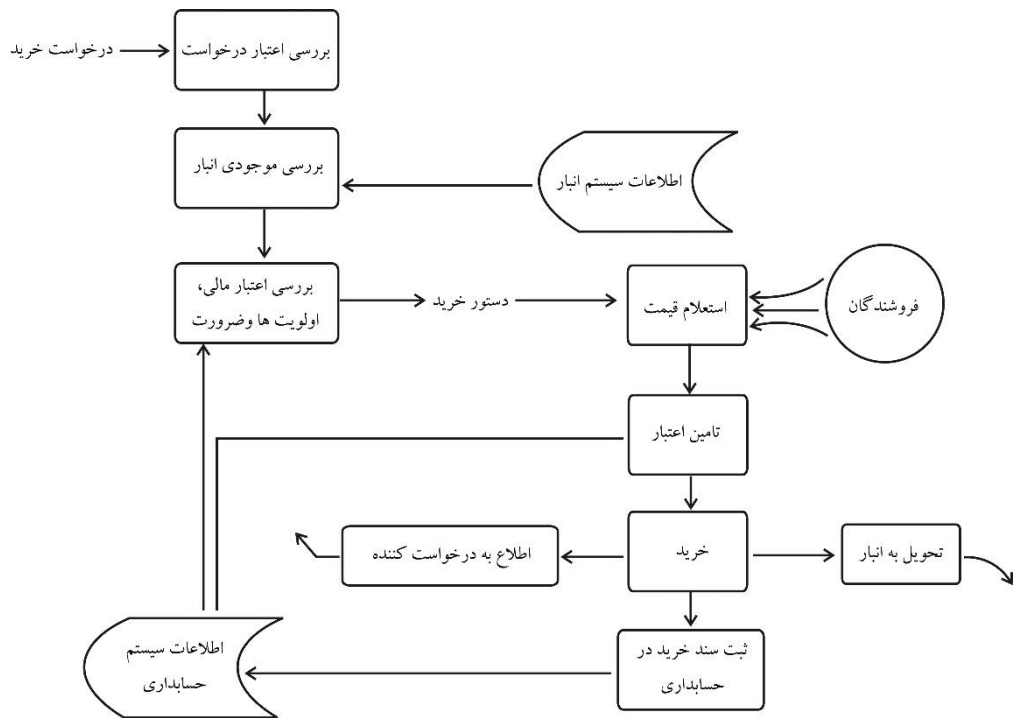 درخواست خرید
بررسی اعتبار درخواست
بررسی موجودی انبار
اطلاعات سیستم انبار
بررسی اعتبار مالی،
اولویت ها وضرورت
دستور خرید
استعلام قیمت
فروشندگان
تامین اعتبار
خرید
اطلاع به درخواست کننده
تحویل به انبار
ثبت سند خرید در
حسابداری
اطلاعات سیستم
حسابداری